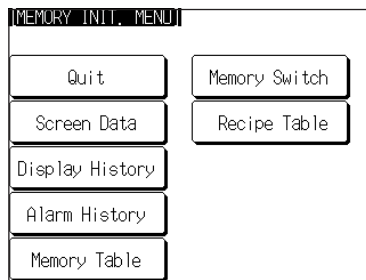 [MEMORY INIT. MENU]
Quit
Memory Switch
Screen Data
Recipe Table
Display History
Alarm History
Memory Table